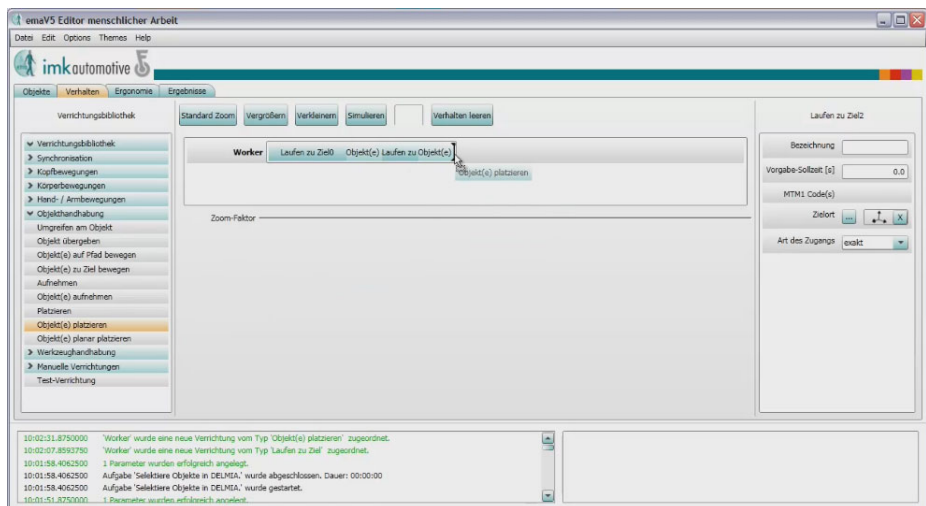 emaV5 Editor menschlicher Arbeit
Datei Edit Options Themes Help
imk automotive
Objekte Verhalten Ergonomie Ergebnisse
Verrichtungsbibliothek
Standard Zoom Vergrößern Verkleinern Simulieren Verhalten leeren
Laufen zu Ziel2
Verrichtungsbibliothek
Synchronisation
Kopfbewegungen
Körperbewegungen
Hand- / Armbewegungen
Objekthandhabung
Umgreifen am Objekt
Objekt übergeben
Objekt(e) auf Pfad bewegen
Objekt(e) zu Ziel bewegen
Aufnehmen
Objekt(e) aufnehmen
Platzieren
Objekt(e) platzieren
Objekt(e) planar platzieren
Werkzeughandhabung
Manuelle Verrichtungen
Test-Verrichtung
Worker Laufen zu Ziel0 Objekt(e) Laufen zu Objekt(e)
Objekt(e) platzieren
Zoom-Faktor
Bezeichnung
Vorgabe-Sollzeit [s] 0.0
MTM1 Code(s)
Zielort ... X
Art des Zugangs exakt
10:02:31.8750000 'Worker' wurde eine neue Verrichtung vom Typ 'Objekt(e) platzieren' zugeordnet.
10:02:07.8593750 'Worker' wurde eine neue Verrichtung vom Typ 'Laufen zu Ziel' zugeordnet.
10:01:58.4062500 1 Parameter wurden erfolgreich angelegt.
10:01:58.4062500 Aufgabe 'Selektiere Objekte in DELMIA.' wurde abgeschlossen. Dauer: 00:00:00
10:01:58.4062500 Aufgabe 'Selektiere Objekte in DELMIA.' wurde gestartet.
10:01:51.8750000 1 Parameter wurden erfolgreich angelegt.